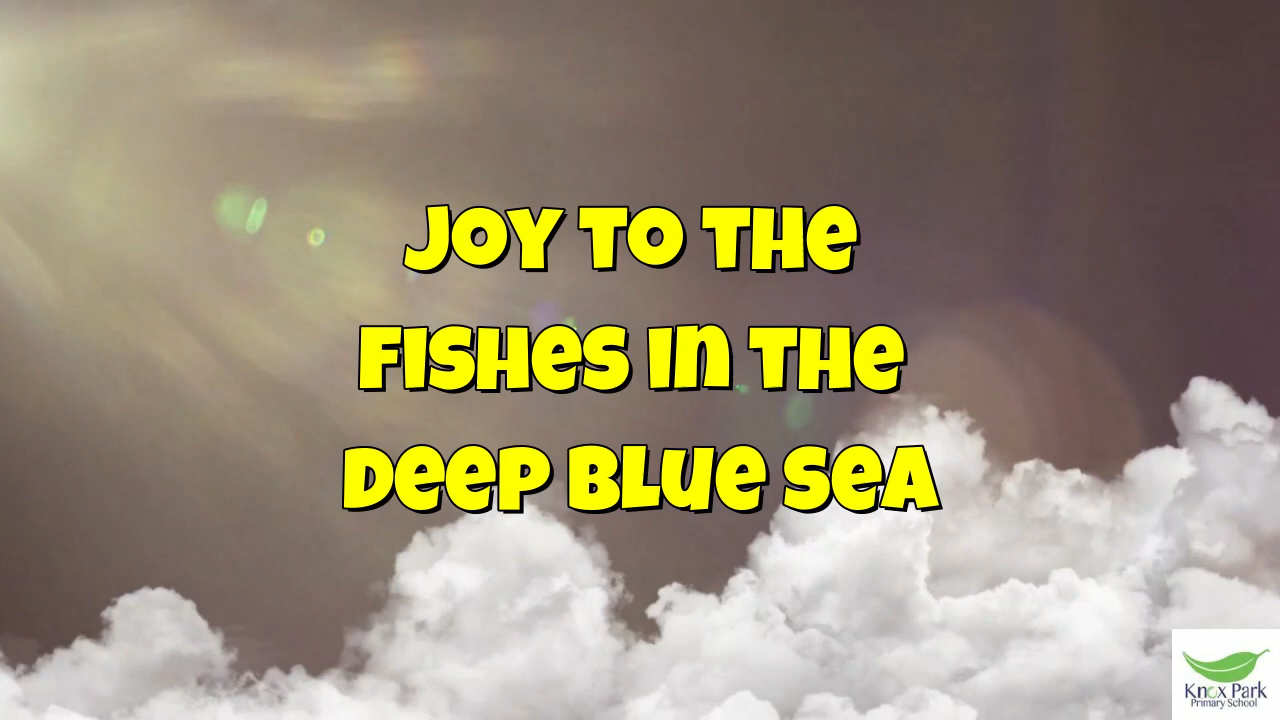 JOY TO THE
FISHES IN THE
DEEP BLUE SEA
Knox Park
Primary School